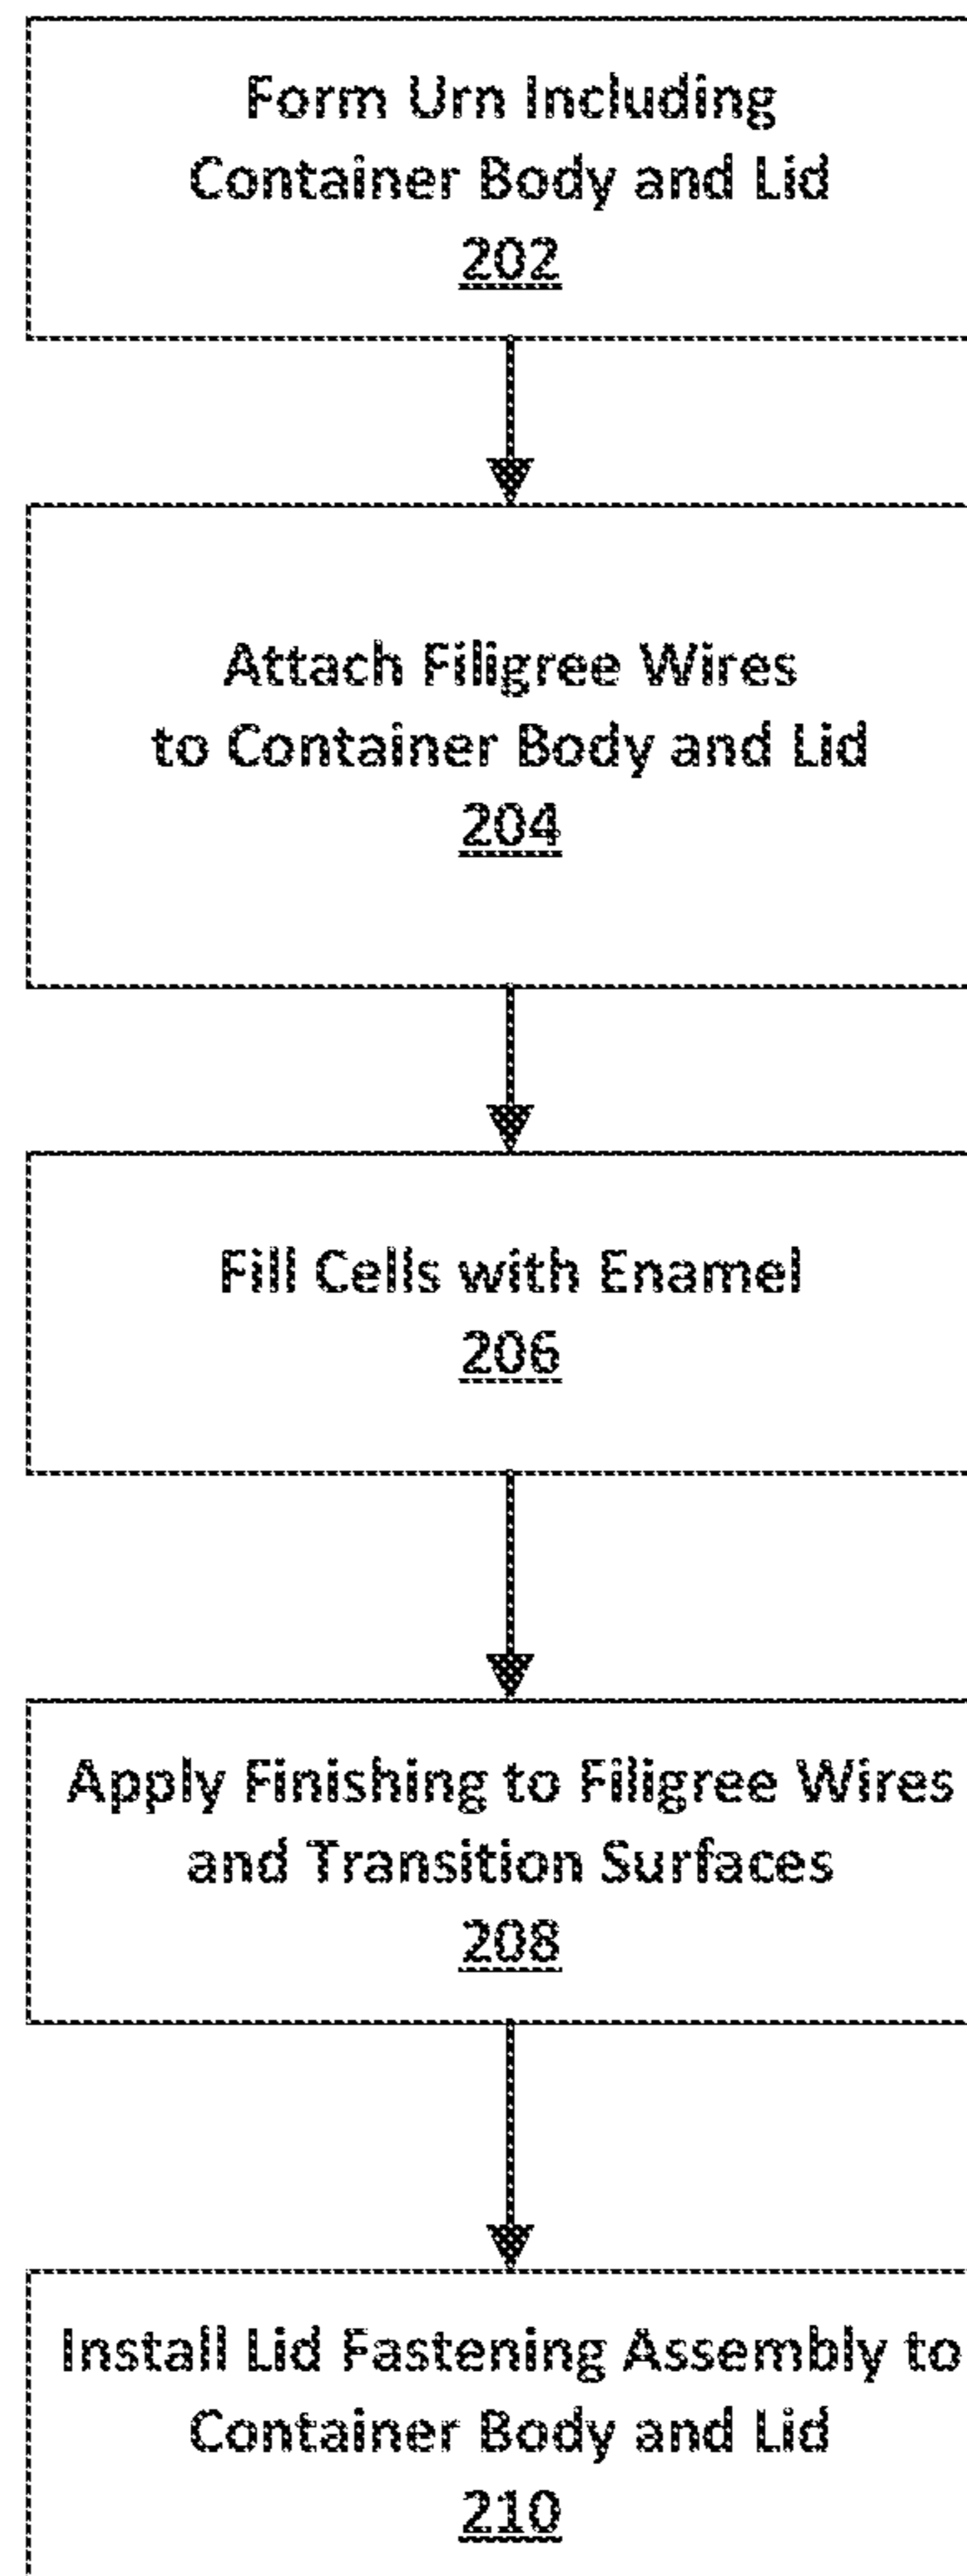 Form Urn Including
Container Body and Lid
202
Attach Filigree Wires
to Container Body and Lid
204
Fill Cells with Enamel
206
Apply Finishing to Filigree Wires
and Transition Surfaces
208
Install Lid Fastening Assembly to
Container Body and Lid
210